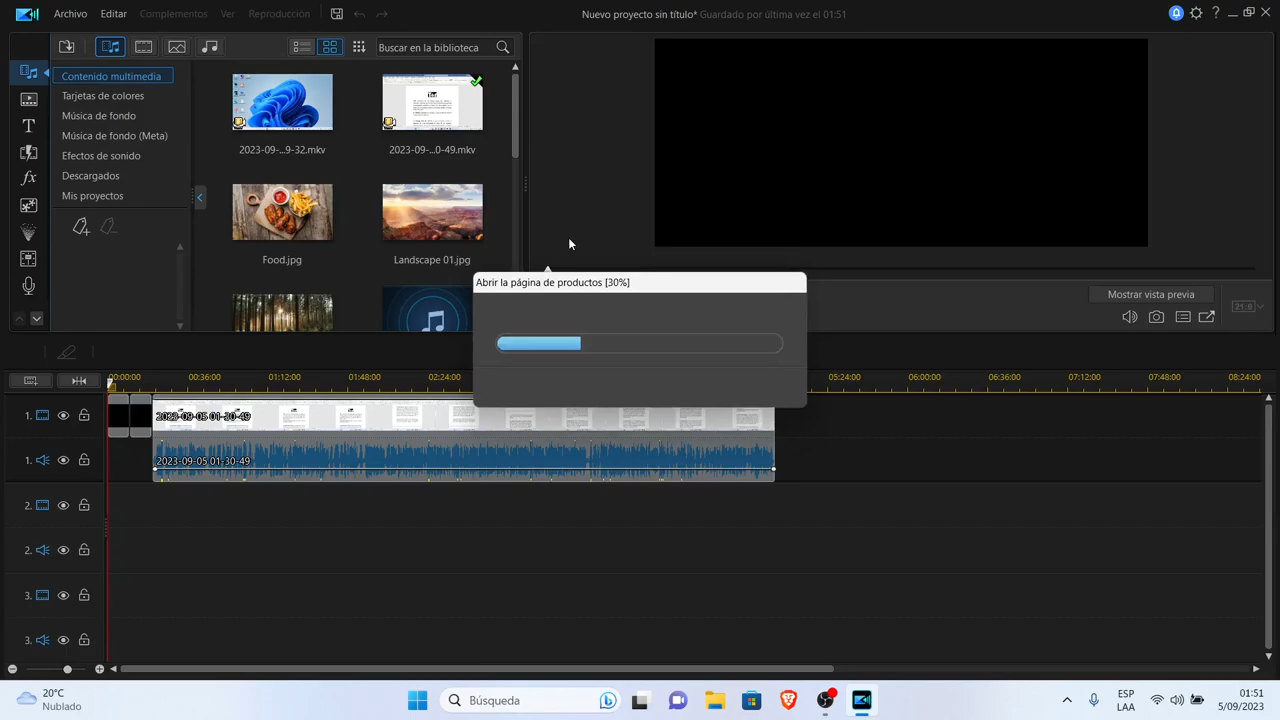 Archivo Editar Complementos Ver Reproducción
Nuevo proyecto sin título* Guardado por última vez el 01:51
Buscar en la biblioteca
Contenido multimedia
Tarjetas de colores
Música de fondo (Meta)
Efectos de sonido
Descargados
Mis proyectos
2023-09-...9-32.mkv
2023-09-...0-49.mkv
Food.jpg
Landscape 01.jpg
Abrir la página de productos [30%]
Mostrar vista previa
21:9
00:00:00 00:36:00 01:12:00 01:48:00 02:24:00 05:24:00 06:00:00 06:36:00 07:12:00 07:48:00 08:24:00
1.
2023-09-05 01-30-49
1.
2023-09-05 01-30-49
2.
2.
3.
3.
20°C
Nublado
Búsqueda
ESP
LAA
01:51
5/09/2023